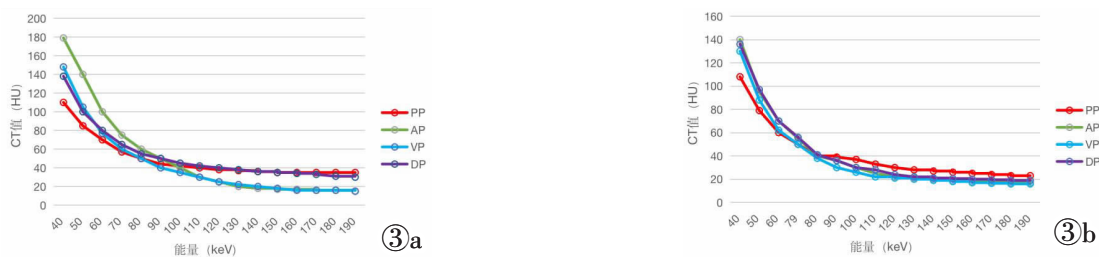 200
180
160
140
120
100
80
60
40
20
0
CT值（HU）
40 50 60 70 80 90 100 110 120 130 140 150 160 170 180 190
能量（keV）
PP
AP
VP
DP
③a
160
140
120
100
80
60
40
20
0
CT值（HU）
40 50 60 79 80 90 100 110 120 130 140 150 160 170 180 190
能量（keV）
PP
AP
VP
DP
③b